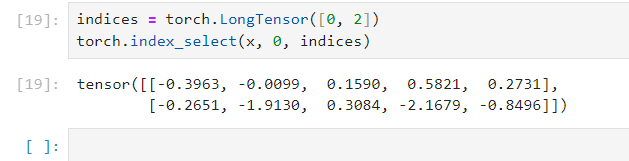 [19]: indices = torch.LongTensor([0, 2])
torch.index_select(x, 0, indices)
[19]: tensor([[-0.3963, -0.0099,  0.1590,  0.5821,  0.2731],
        [-0.2651, -1.9130,  0.3084, -2.1679, -0.8496]])
[ ]: